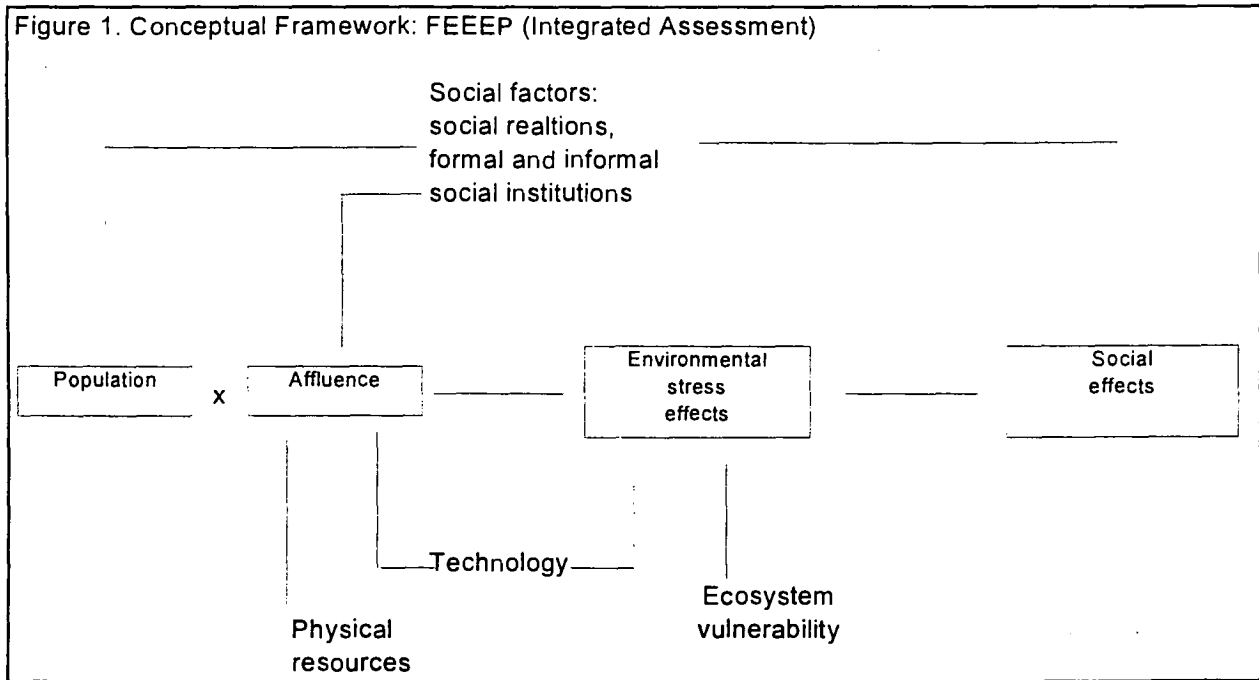 Figure 1. Conceptual Framework: FEEEP (Integrated Assessment)
Social factors:
social realtions,
formal and informal
social institutions
Population
x
Affluence
Environmental
stress
effects
Social
effects
Technology
Ecosystem
vulnerability
Physical
resources